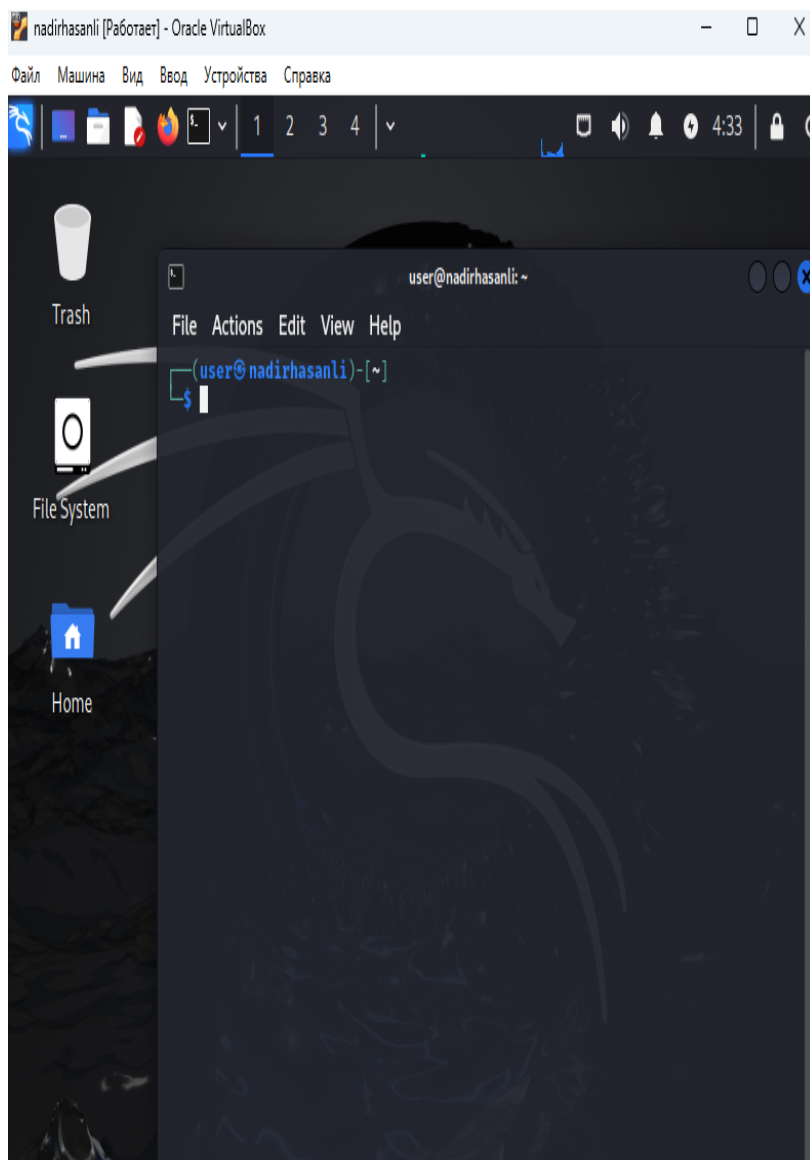 nadirhasanli [Работает] - Oracle VirtualBox
Файл Машина Вид Ввод Устройства Справка
1 2 3 4 4:33
Trash
user@nadirhasanli: ~
File Actions Edit View Help
┌──(user㉿nadirhasanli)-[~]
└─$
File System
Home